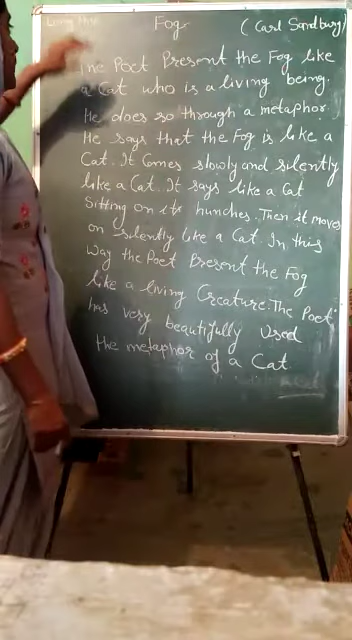 Fog (Carl Sandburg)
The Poet Present the Fog like
a Cat who is a living being.
He does so through a metaphor.
He says that the Fog is like a
Cat. It Comes slowly and silently
like a Cat. It says like a Cat
Sitting on its hunches. Then it moves
on silently like a Cat. In this
way the Poet Present the Fog
like a living Creature. The Poet
has very beautifully used
the metaphor of a Cat